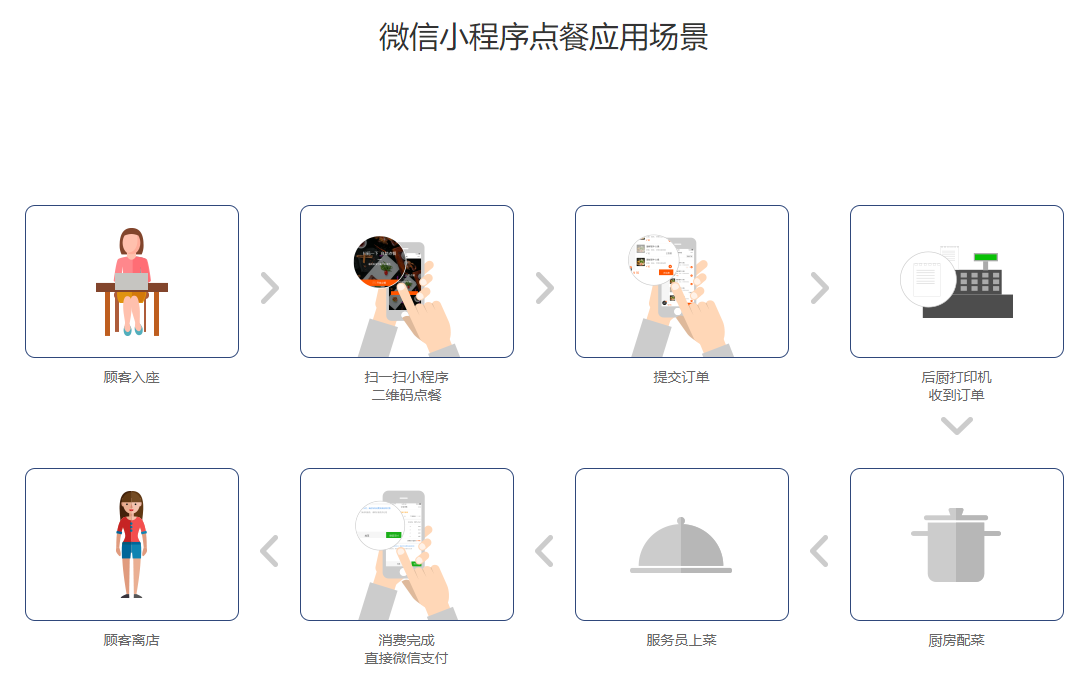 微信小程序点餐应用场景
顾客入座
扫一扫小程序
二维码点餐
提交订单
后厨打印机
收到订单
厨房配菜
服务员上菜
消费完成
直接微信支付
顾客离店